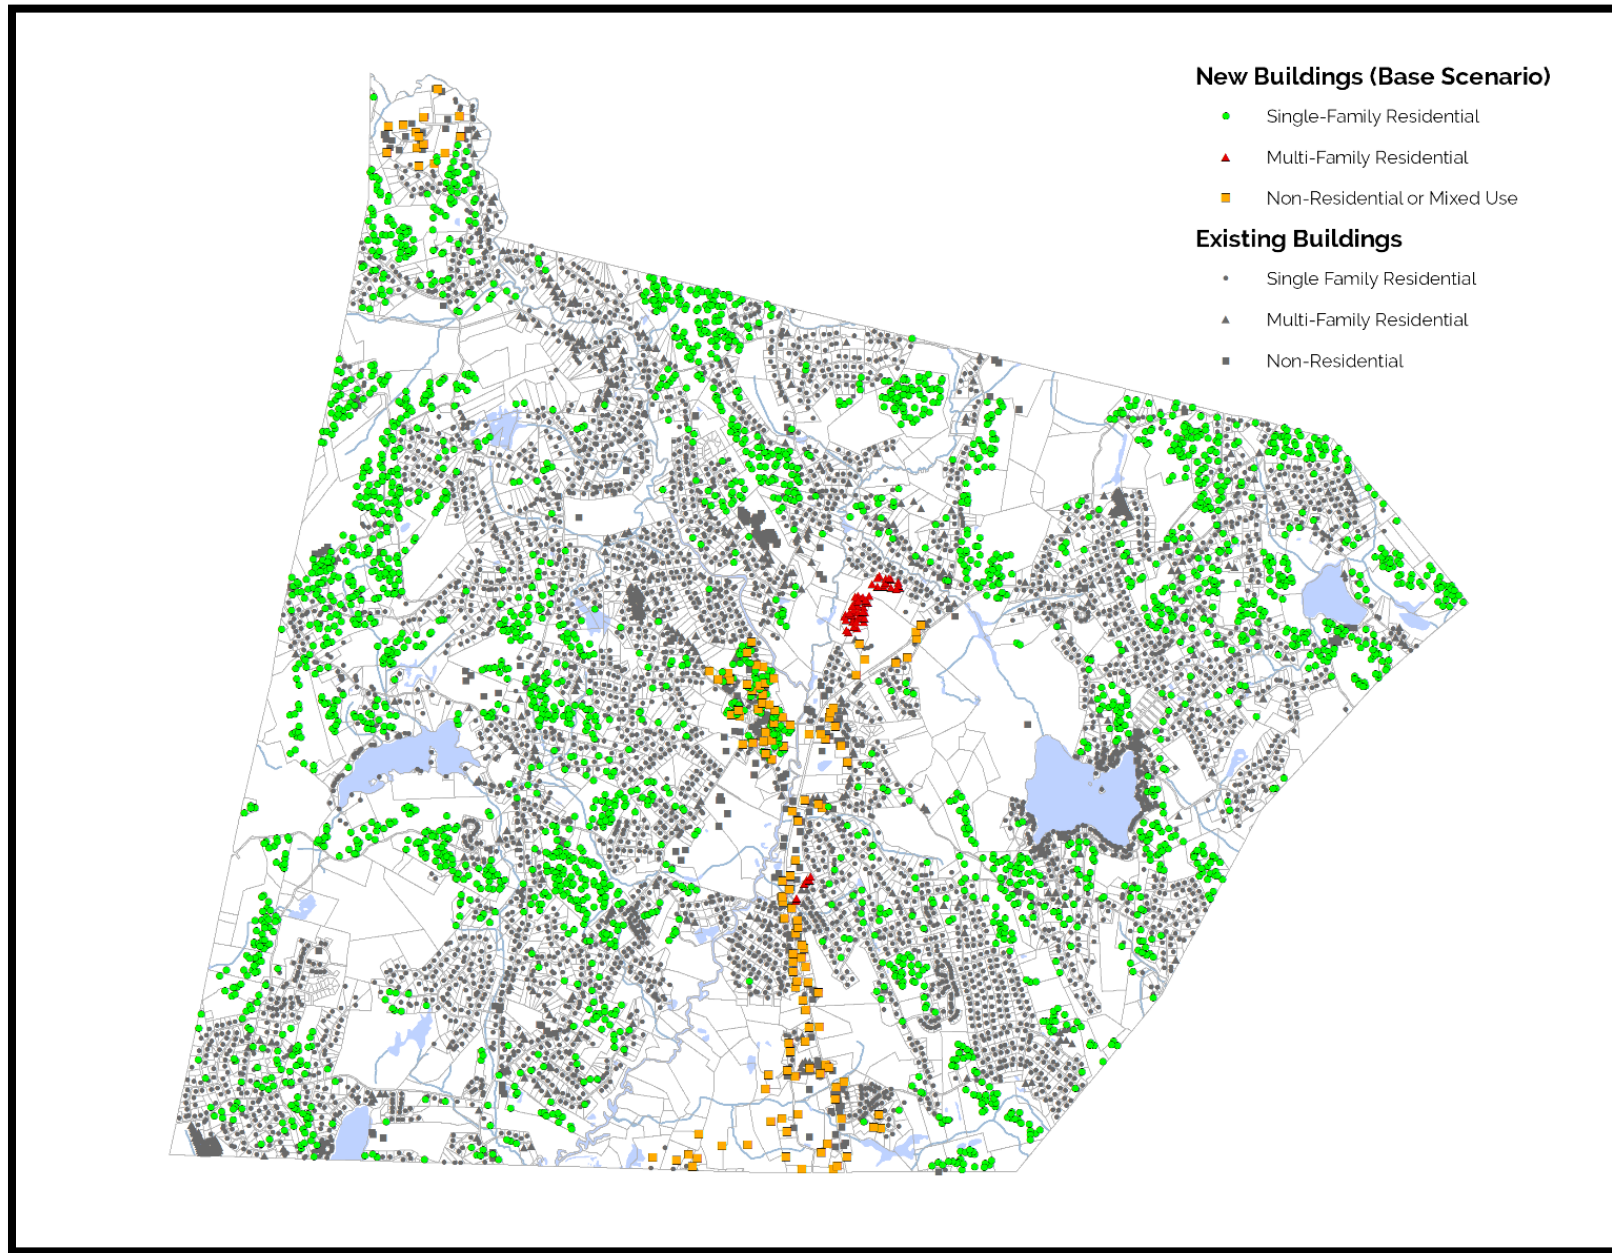 New Buildings (Base Scenario)
Single-Family Residential
Multi-Family Residential
Non-Residential or Mixed Use
Existing Buildings
Single Family Residential
Multi-Family Residential
Non-Residential